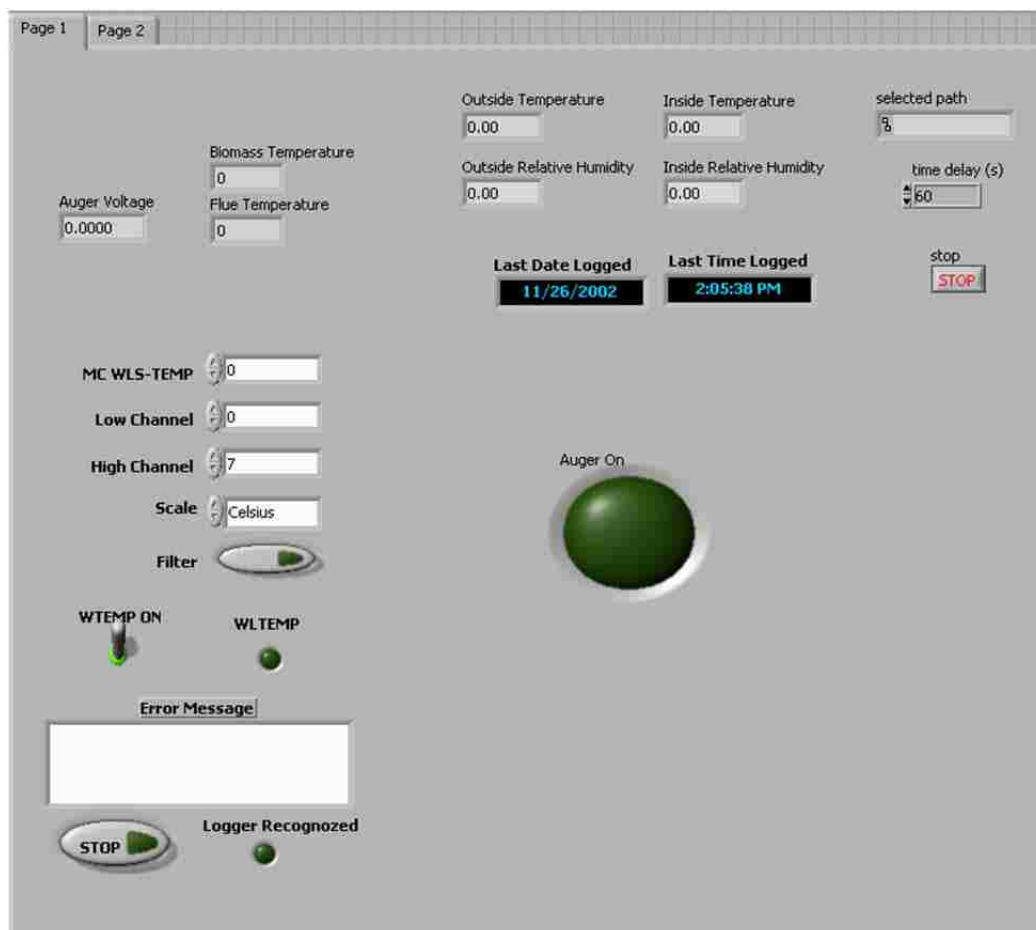 Page 1 Page 2
Outside Temperature Inside Temperature selected path
0.00 0.00
Biomass Temperature Outside Relative Humidity Inside Relative Humidity time delay (s)
0 0.00 0.00 60
Auger Voltage Flue Temperature
0.0000 0
Last Date Logged Last Time Logged stop
11/26/2002 2:05:38 PM STOP
MC WLS-TEMP 0
Low Channel 0
High Channel 7
Auger On
Scale Celsius
Filter
WTEMP ON WLTEMP
Error Message
STOP Logger Recognozed